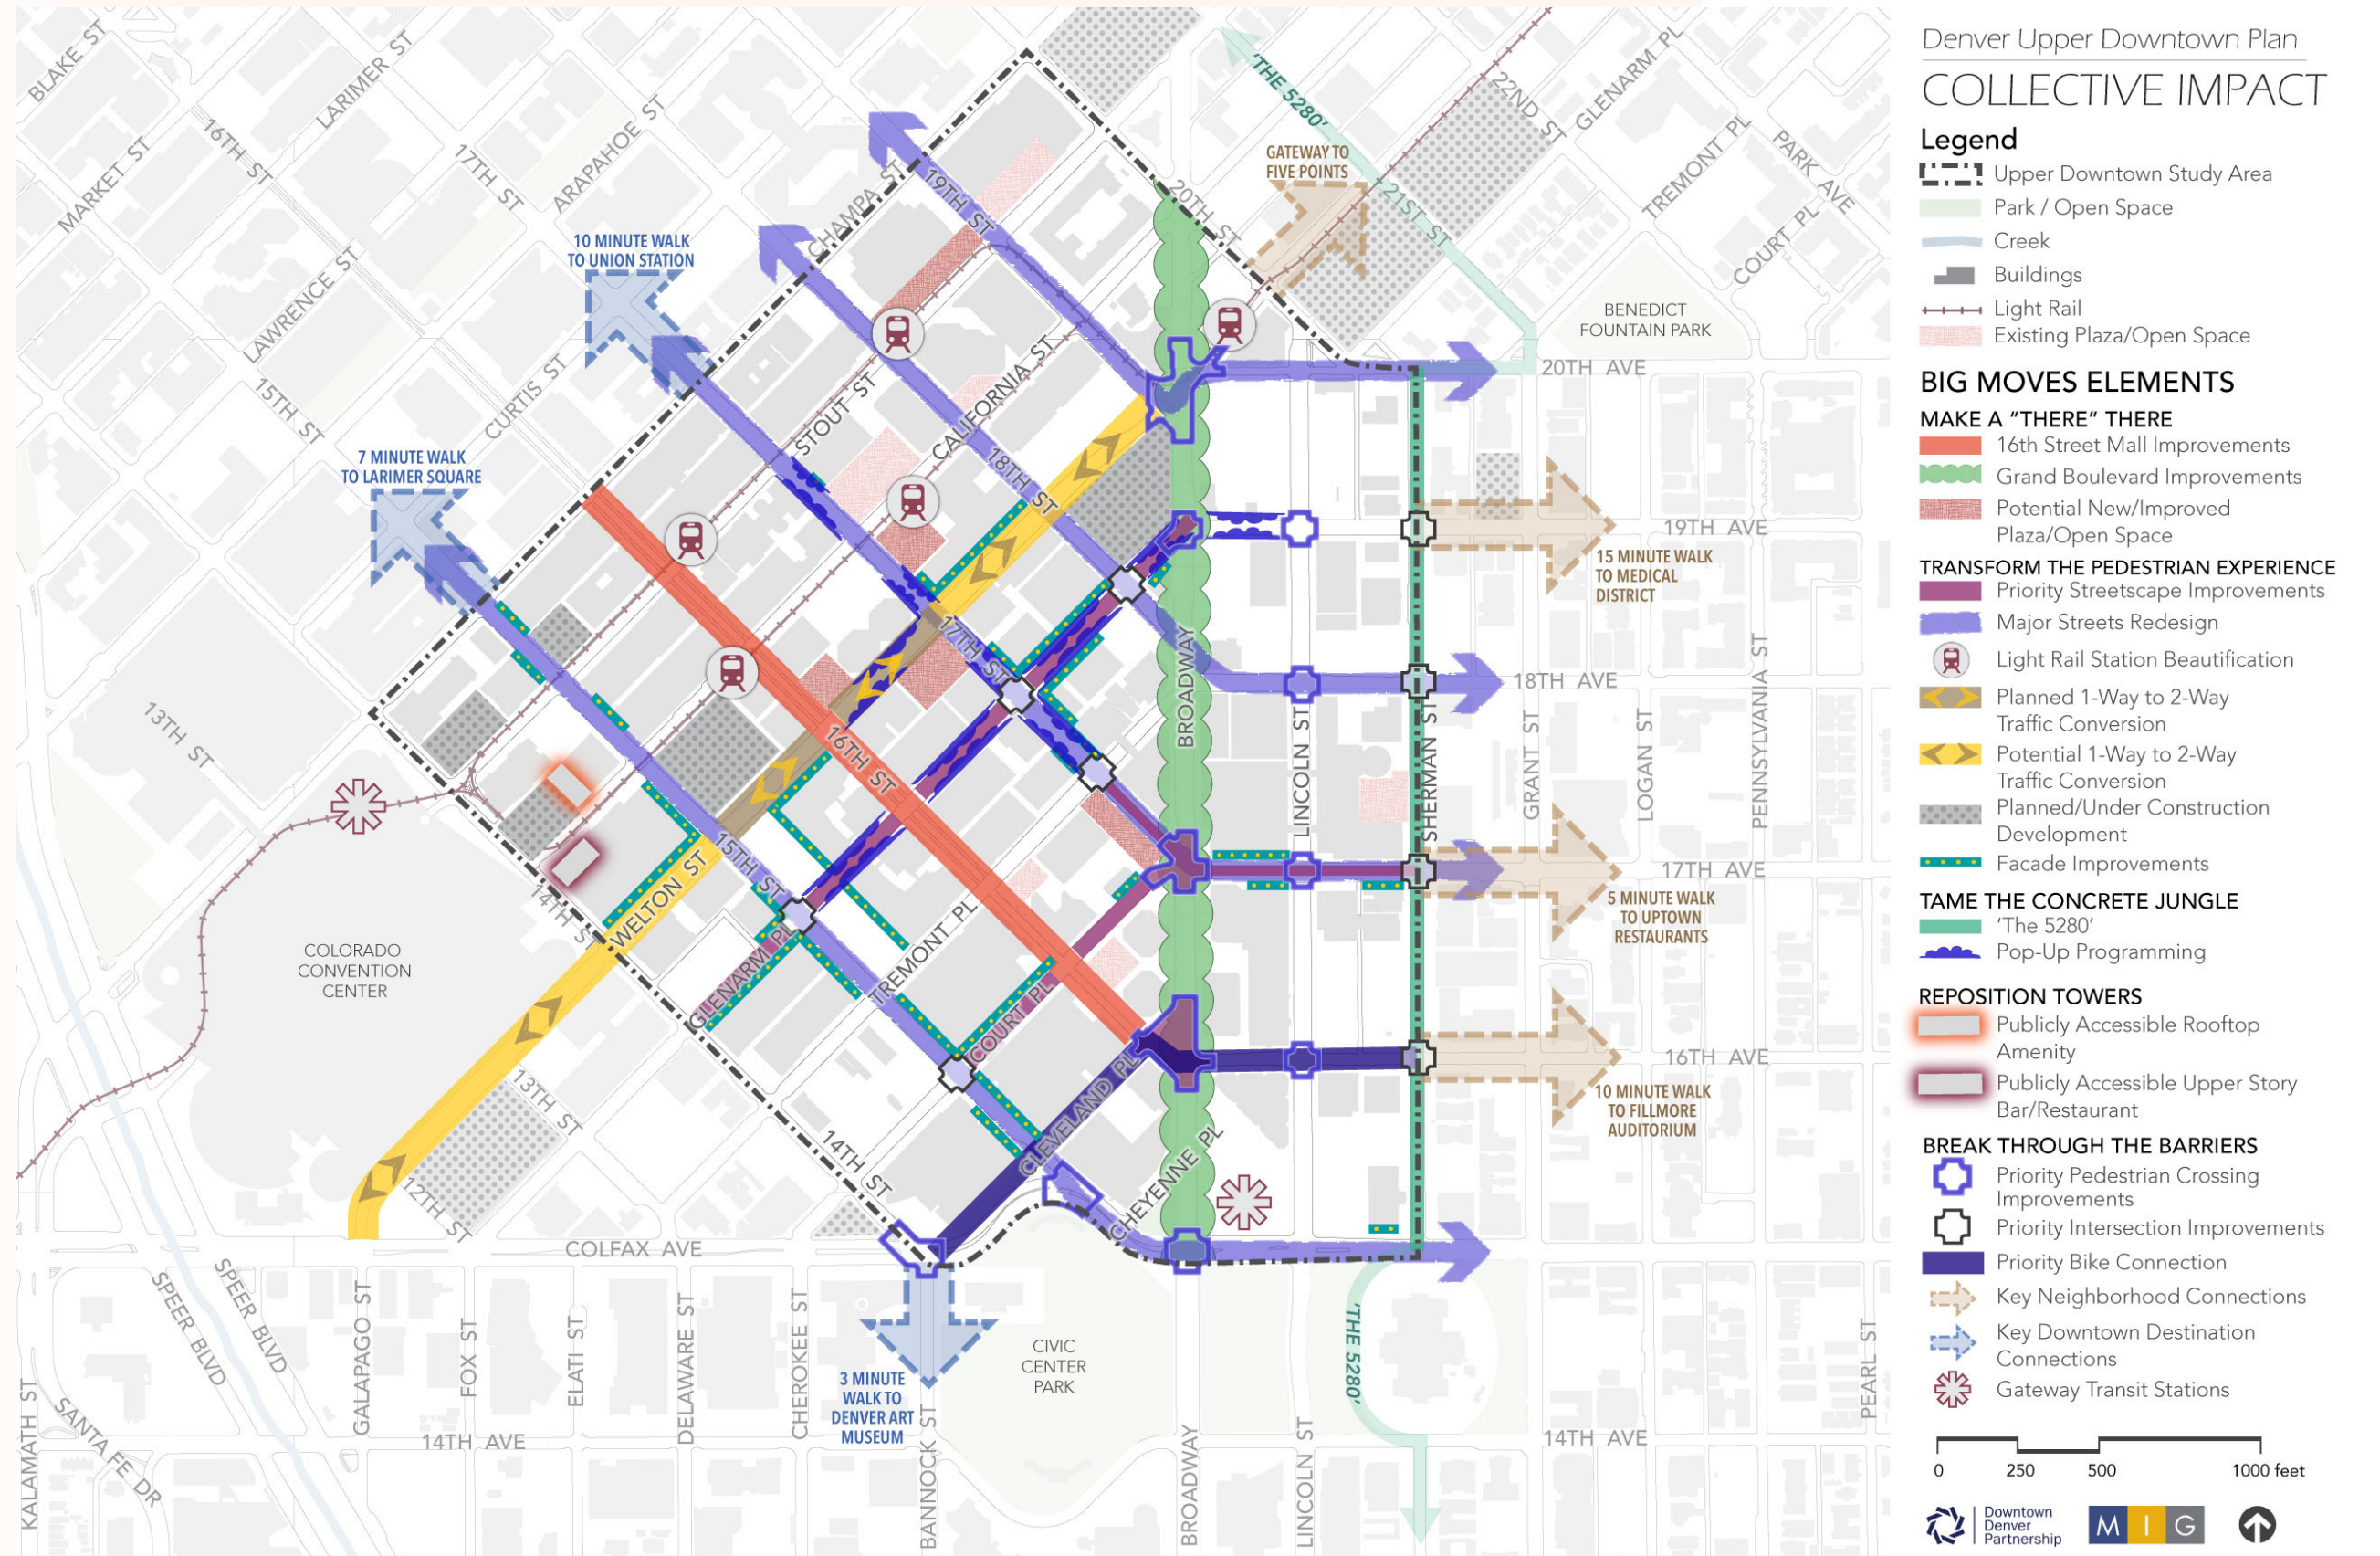 Denver Upper Downtown Plan
COLLECTIVE IMPACT
Legend
Upper Downtown Study Area
Park / Open Space
Creek
Buildings
Light Rail
Existing Plaza/Open Space
BIG MOVES ELEMENTS
MAKE A “THERE” THERE
16th Street Mall Improvements
Grand Boulevard Improvements
Potential New/Improved
Plaza/Open Space
TRANSFORM THE PEDESTRIAN EXPERIENCE
Priority Streetscape Improvements
Major Streets Redesign
Light Rail Station Beautification
Planned 1-Way to 2-Way
Traffic Conversion
Potential 1-Way to 2-Way
Traffic Conversion
Planned/Under Construction
Development
Facade Improvements
TAME THE CONCRETE JUNGLE
‘The 5280’
Pop-Up Programming
REPOSITION TOWERS
Publicly Accessible Rooftop
Amenity
Publicly Accessible Upper Story
Bar/Restaurant
BREAK THROUGH THE BARRIERS
Priority Pedestrian Crossing
Improvements
Priority Intersection Improvements
Priority Bike Connection
Key Neighborhood Connections
Key Downtown Destination
Connections
Gateway Transit Stations
0 250 500 1000 feet
Downtown
Denver
Partnership
M I G
BLAKE ST
LARIMER ST
MARKET ST
16TH ST
17TH ST
ARAPAHOE ST
LAWRENCE ST
15TH ST
CURTIS ST
CHAMPA ST
13TH ST
10 MINUTE WALK
TO UNION STATION
7 MINUTE WALK
TO LARIMER SQUARE
19TH ST
20TH ST
‘THE 5280’
GATEWAY TO
FIVE POINTS
21ST ST
22ND ST
GLENARM PL
TREMONT PL
PARK AVE
COURT PL
BENEDICT
FOUNTAIN PARK
20TH AVE
STOUT ST
CALIFORNIA ST
18TH ST
17TH ST
16TH ST
15TH ST
14TH ST
WELTON ST
GLENARM PL
TREMONT PL
COURT PL
CLEVELAND PL
CHEYENNE PL
14TH ST
BROADWAY
LINCOLN ST
SHERMAN ST
GRANT ST
LOGAN ST
PENNSYLVANIA ST
19TH AVE
15 MINUTE WALK
TO MEDICAL
DISTRICT
18TH AVE
17TH AVE
5 MINUTE WALK
TO UPTOWN
RESTAURANTS
16TH AVE
10 MINUTE WALK
TO FILLMORE
AUDITORIUM
COLORADO
CONVENTION
CENTER
13TH ST
12TH ST
COLFAX AVE
SPEER BLVD
SPEER BLVD
GALAPAGO ST
FOX ST
ELATI ST
DELAWARE ST
CHEROKEE ST
3 MINUTE
WALK TO
DENVER ART
MUSEUM
BANNOCK ST
CIVIC
CENTER
PARK
BROADWAY
LINCOLN ST
‘THE 5280’
14TH AVE
14TH AVE
KALAMATH ST
SANTA FE DR
PEARL ST